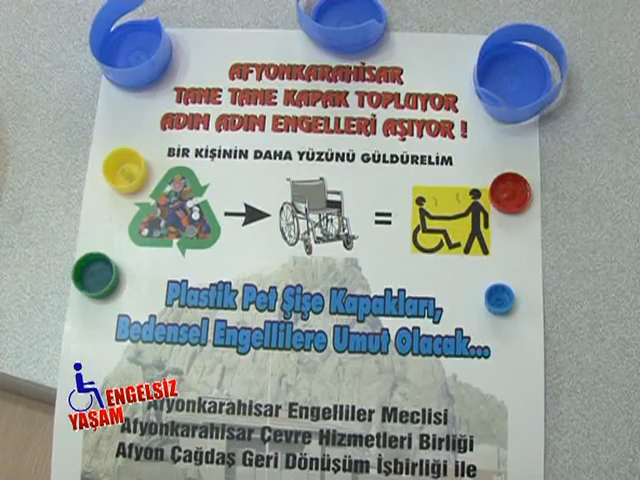 AFYONKARAHİSAR
TANE TANE KAPAK TOPLUYOR
ADIM ADIM ENGELLERİ AŞIYOR !
BİR KİŞİNİN DAHA YÜZÜNÜ GÜLDÜRELİM
=
Plastik Pet Şişe Kapakları,
Bedensel Engellilere Umut Olacak...
ENGELSİZ
YAŞAM
Afyonkarahisar Engelliler Meclisi
Afyonkarahisar Çevre Hizmetleri Birliği
Afyon Çağdaş Geri Dönüşüm İşbirliği ile